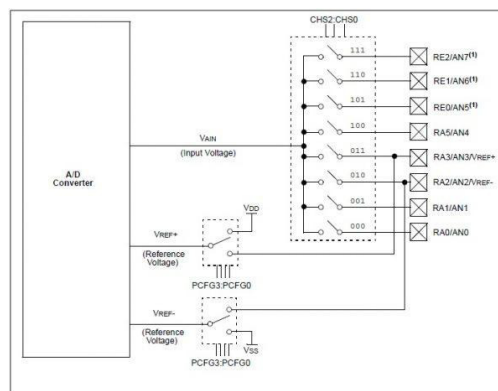 CHS2:CHS0
111
RE2/AN7(1)
110
RE1/AN6(1)
101
RE0/AN5(1)
100
RA5/AN4
VAIN
(Input Voltage)
011
RA3/AN3/VREF+
010
RA2/AN2/VREF-
A/D
Converter
001
RA1/AN1
VDD
000
RA0/AN0
VREF+
(Reference
Voltage)
PCFG3:PCFG0
VREF-
(Reference
Voltage)
VSS
PCFG3:PCFG0